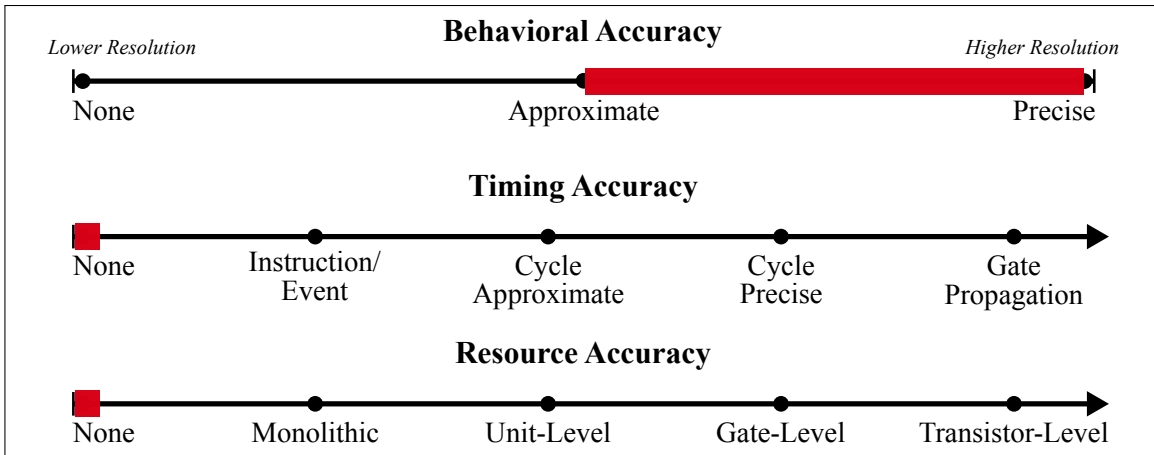 Behavioral Accuracy
Lower Resolution
Higher Resolution
None
Approximate
Precise
Timing Accuracy
None
Instruction/
Event
Cycle
Approximate
Cycle
Precise
Gate
Propagation
Resource Accuracy
None
Monolithic
Unit-Level
Gate-Level
Transistor-Level